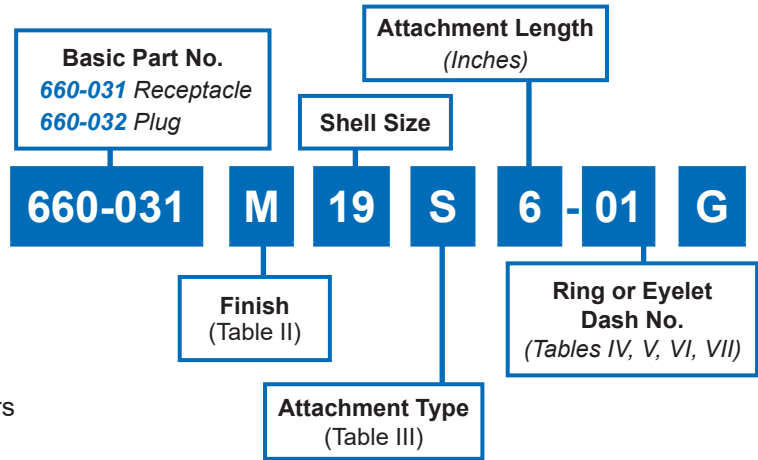 Attachment Length
(Inches)
Basic Part No.
660-031 Receptacle
660-032 Plug
Shell Size
660-031 M 19 S 6 - 01 G
Finish
(Table II)
Ring or Eyelet
Dash No.
(Tables IV, V, VI, VII)
rs
Attachment Type
(Table III)